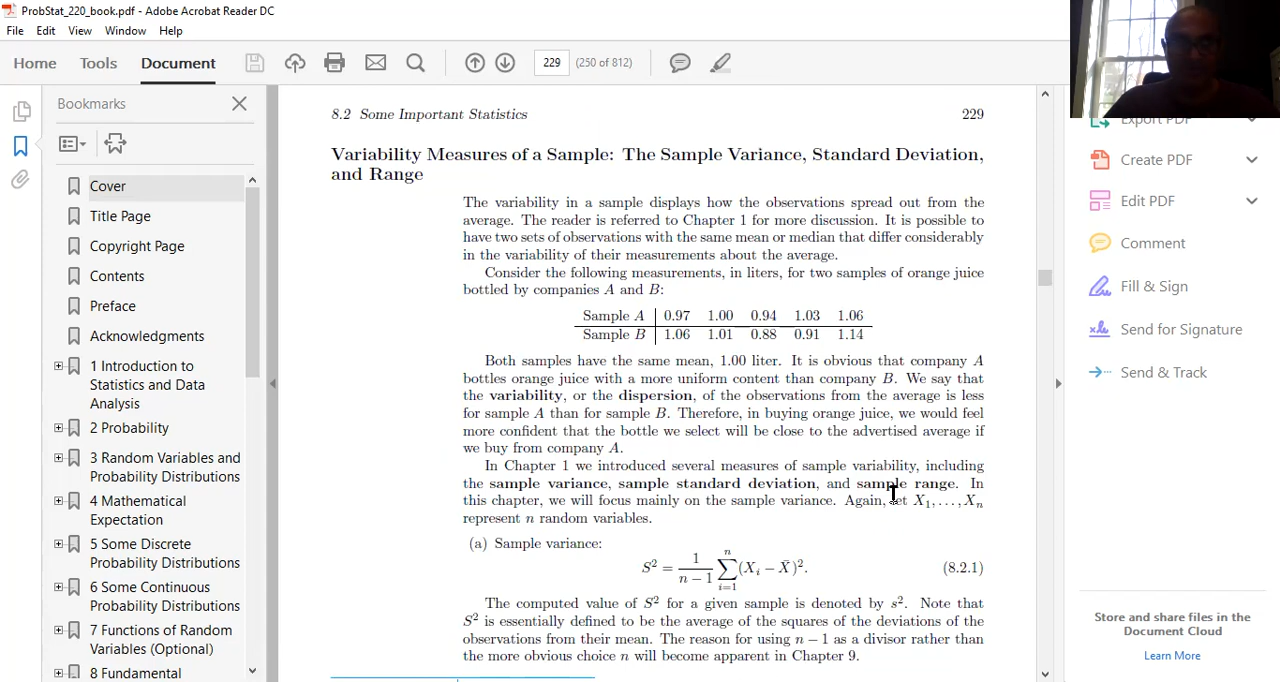 ProbStat_220_book.pdf - Adobe Acrobat Reader DC
File Edit View Window Help
Home Tools Document 229 (250 of 812)
Bookmarks
Cover
Title Page
Copyright Page
Contents
Preface
Acknowledgments
1 Introduction to
Statistics and Data
Analysis
2 Probability
3 Random Variables and
Probability Distributions
4 Mathematical
Expectation
5 Some Discrete
Probability Distributions
6 Some Continuous
Probability Distributions
7 Functions of Random
Variables (Optional)
8 Fundamental
8.2 Some Important Statistics 229
Variability Measures of a Sample: The Sample Variance, Standard Deviation,
and Range
The variability in a sample displays how the observations spread out from the
average. The reader is referred to Chapter 1 for more discussion. It is possible to
have two sets of observations with the same mean or median that differ considerably
in the variability of their measurements about the average.
Consider the following measurements, in liters, for two samples of orange juice
bottled by companies A and B:
Sample A 0.97 1.00 0.94 1.03 1.06
Sample B 1.06 1.01 0.88 0.91 1.14
Both samples have the same mean, 1.00 liter. It is obvious that company A
bottles orange juice with a more uniform content than company B. We say that
the variability, or the dispersion, of the observations from the average is less
for sample A than for sample B. Therefore, in buying orange juice, we would feel
more confident that the bottle we select will be close to the advertised average if
we buy from company A.
In Chapter 1 we introduced several measures of sample variability, including
the sample variance, sample standard deviation, and sample range. In
this chapter, we will focus mainly on the sample variance. Again, let X₁, . . . , Xₙ
represent n random variables.
(a) Sample variance:
S² = 1/(n − 1) ∑ⁿᵢ₌₁ (Xᵢ − X̄)². (8.2.1)
The computed value of S² for a given sample is denoted by s². Note that
S² is essentially defined to be the average of the squares of the deviations of the
observations from their mean. The reason for using n − 1 as a divisor rather than
the more obvious choice n will become apparent in Chapter 9.
Export PDF
Create PDF
Edit PDF
Comment
Fill & Sign
Send for Signature
Send & Track
Store and share files in the
Document Cloud
Learn More